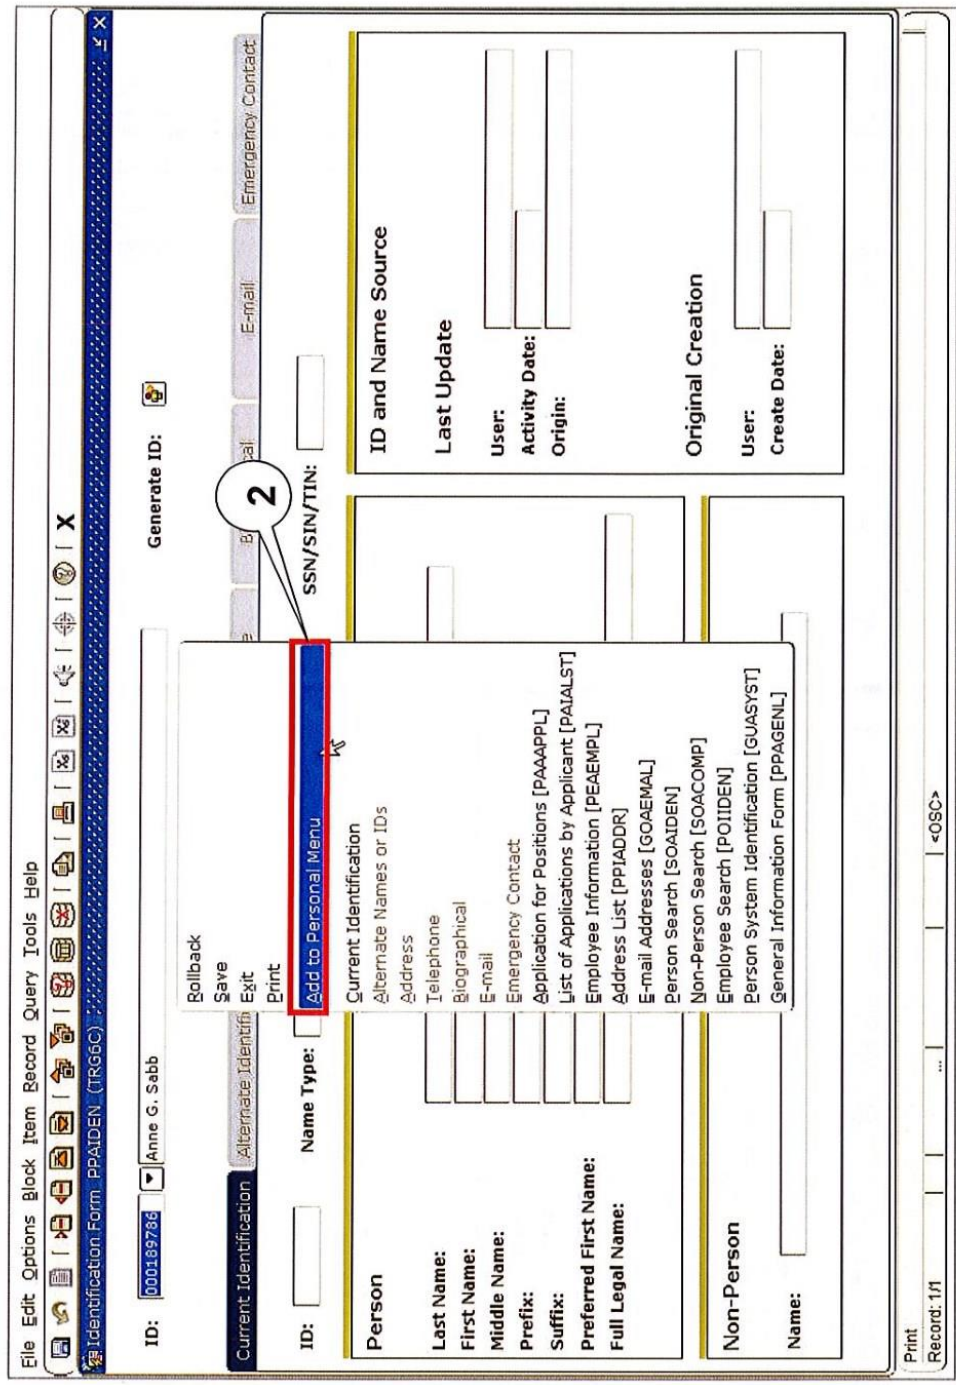 File Edit Options Block Item Record Query Tools Help
Identification Form PPAIDEN (TRG6C)
ID: 000189786 Anne G. Sabb Generate ID:
Current Identification Alternate Identifi E-mail Emergency Contact
ID: Name Type: SSN/SIN/TIN:
Rollback
Save
Exit
Print
Add to Personal Menu
2
Current Identification
Alternate Names or IDs
Address
Telephone
Biographical
E-mail
Emergency Contact
Application for Positions [PAAAPPL]
List of Applications by Applicant [PAIALST]
Employee Information [PEAEMPL]
Address List [PPIADDR]
E-mail Addresses [GOAEMAL]
Person Search [SOAIDEN]
Non-Person Search [SOACOMP]
Employee Search [POIIDEN]
Person System Identification [GUASYST]
General Information Form [PPAGENL]
Person
Last Name:
First Name:
Middle Name:
Prefix:
Suffix:
Preferred First Name:
Full Legal Name:
Non-Person
Name:
ID and Name Source
Last Update
User:
Activity Date:
Origin:
Original Creation
User:
Create Date:
Print
Record: 1/1 ... <OSC>